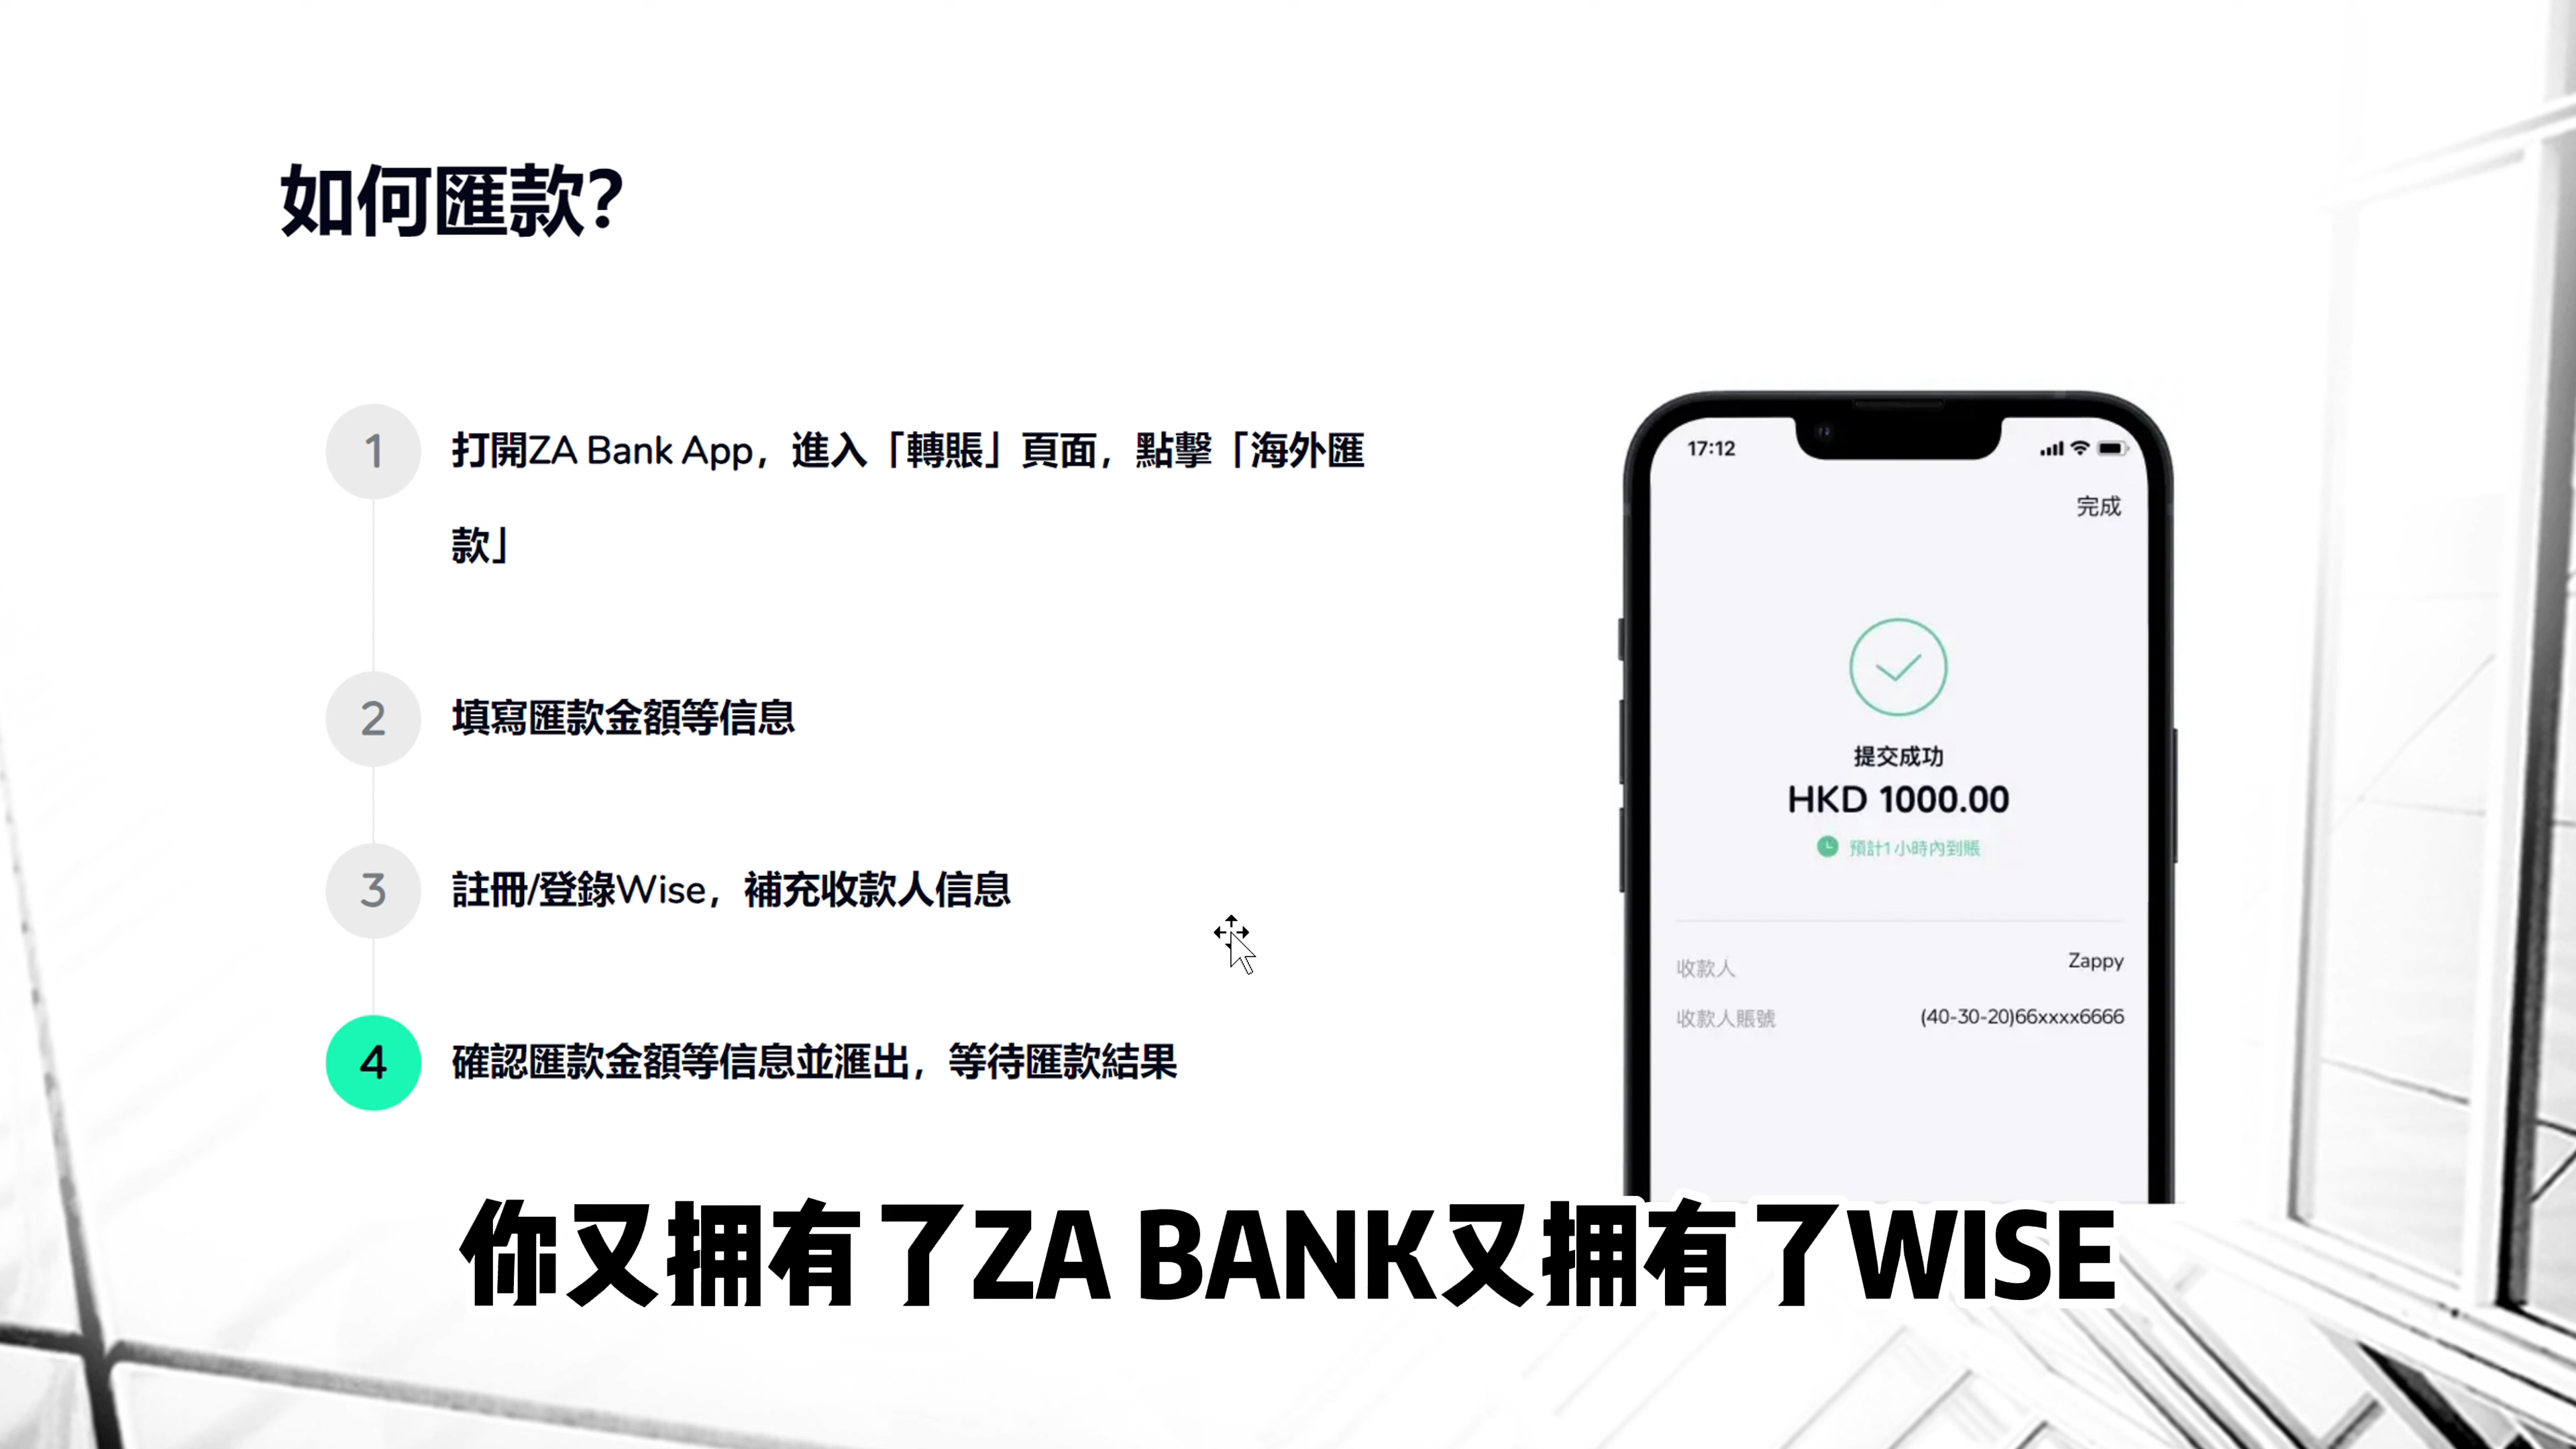 如何匯款？
1 打開ZA Bank App，進入「轉賬」頁面，點擊「海外匯
款」
2 填寫匯款金額等信息
3 註冊/登錄Wise，補充收款人信息
4 確認匯款金額等信息並滙出，等待匯款結果
17:12
完成
提交成功
HKD 1000.00
預計1小時內到賬
收款人 Zappy
收款人賬號 (40-30-20)66xxxx6666
你又拥有了ZA BANK又拥有了WISE